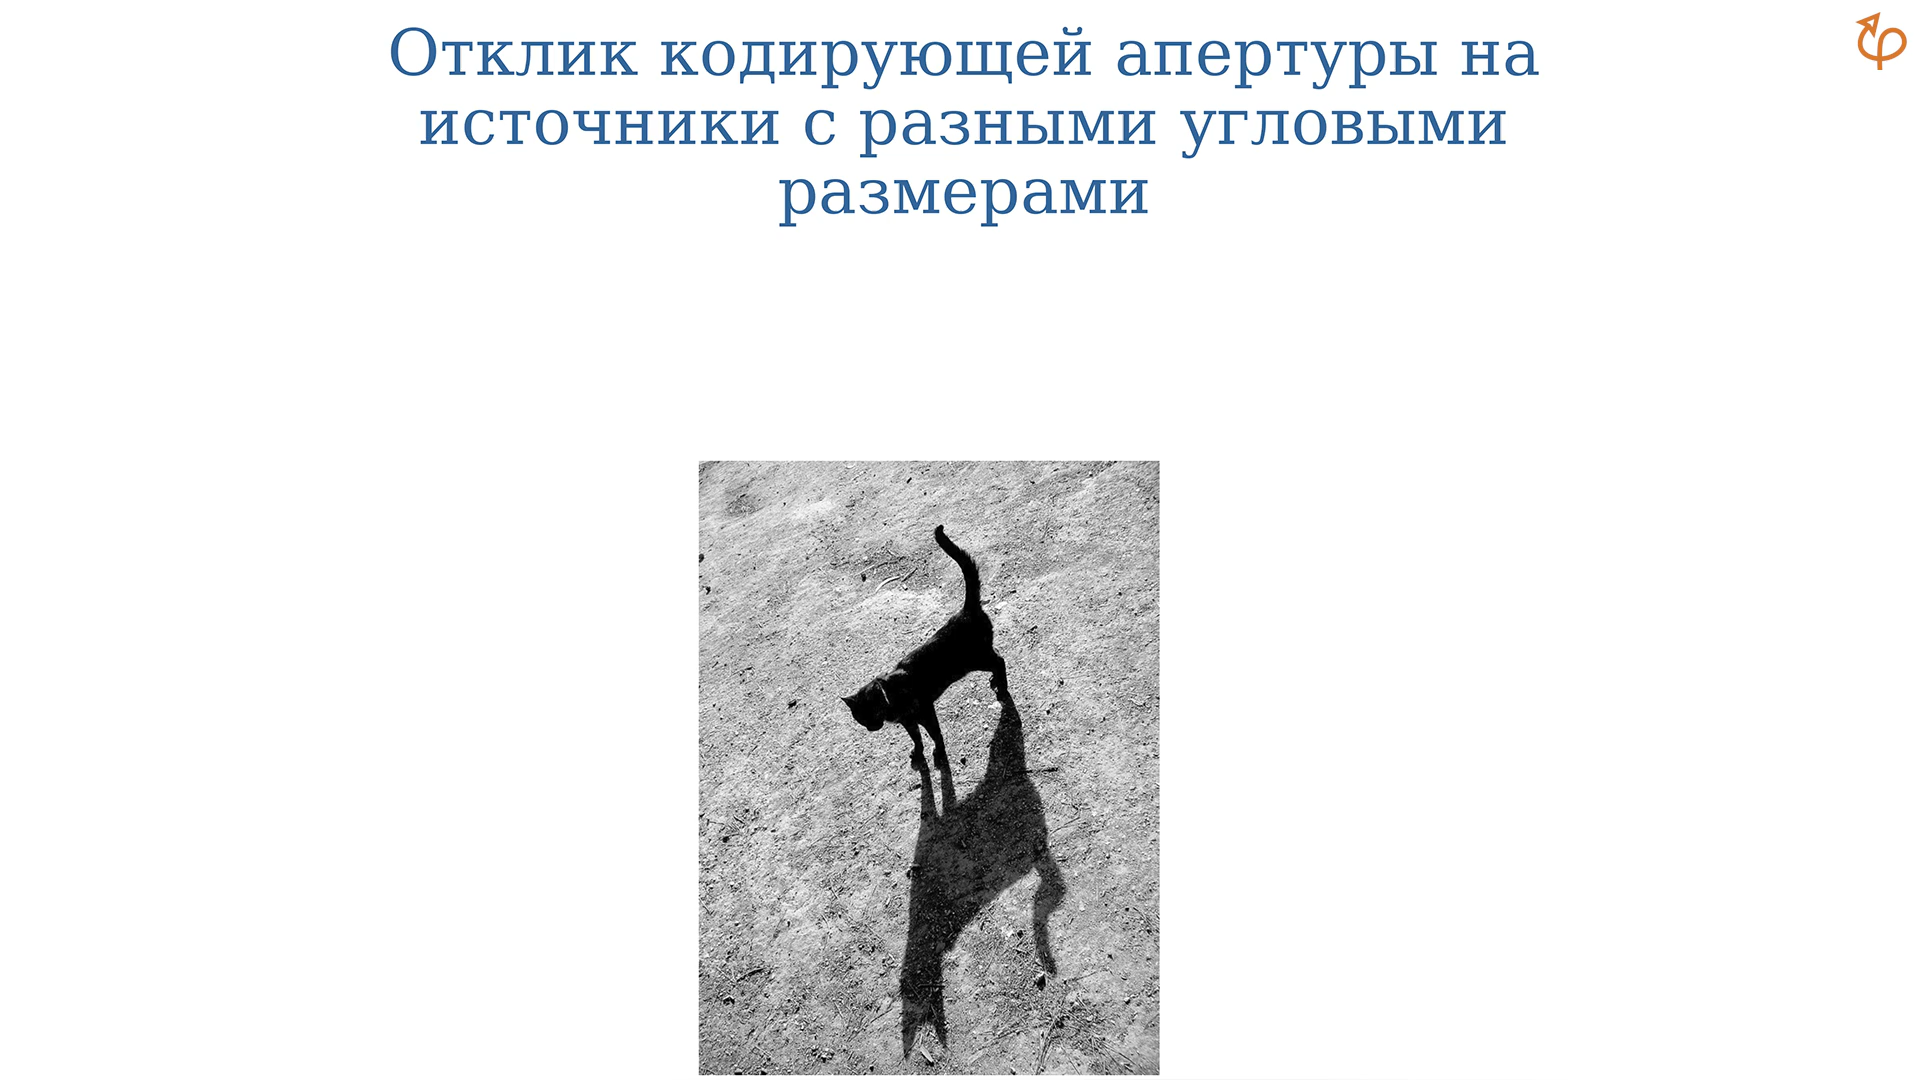 Отклик кодирующей апертуры на
источники с разными угловыми
размерами